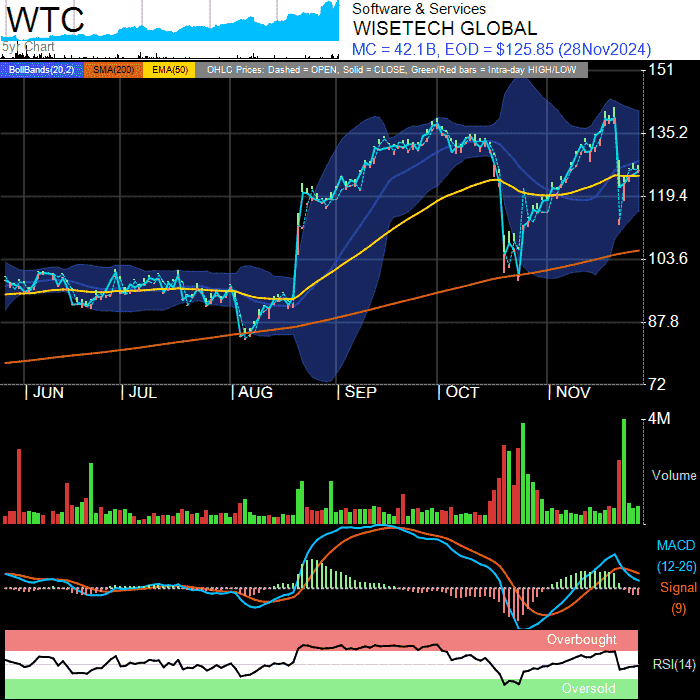 WTC
5yr Chart
Software & Services
WISETECH GLOBAL
MC = 42.1B, EOD = $125.85 (28Nov2024)
BollBands(20,2) SMA(200) EMA(50) OHLC Prices: Dashed = OPEN, Solid = CLOSE, Green/Red bars = Intra-day HIGH/LOW
151
135.2
119.4
103.6
87.8
72
JUN JUL AUG SEP OCT NOV
4M
Volume
MACD
(12-26)
Signal
(9)
Overbought
RSI(14)
Oversold